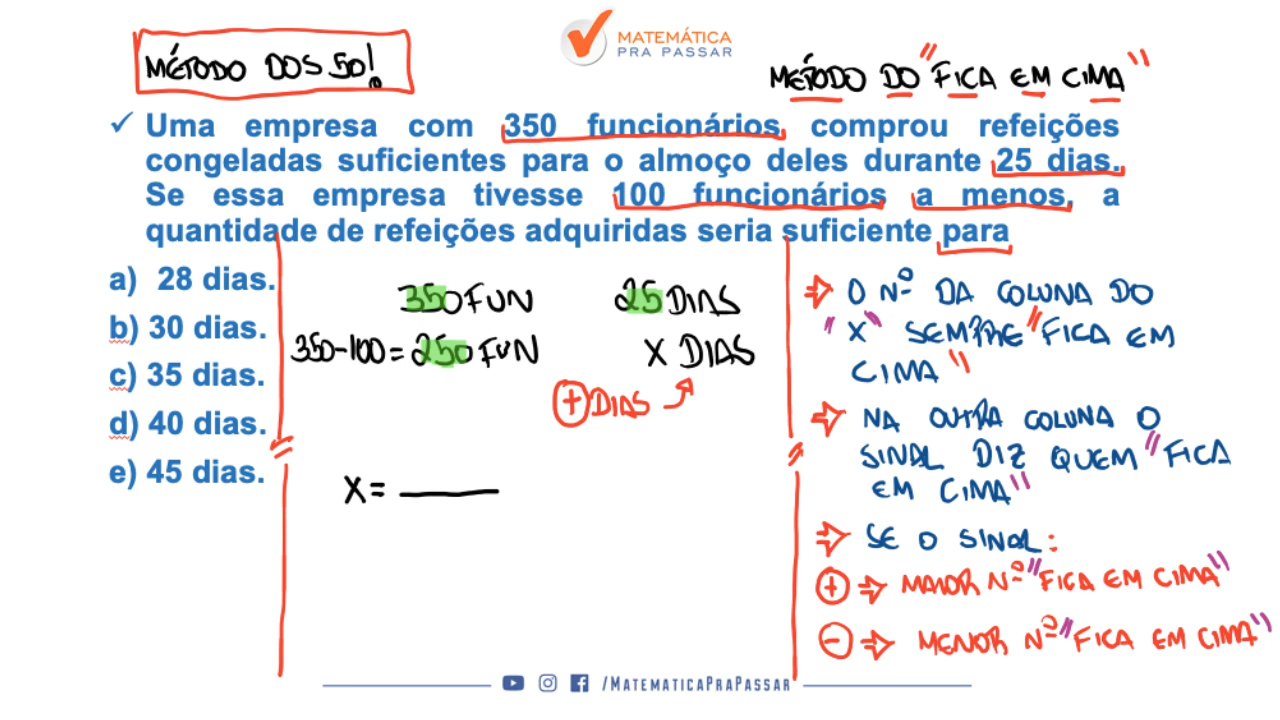 MÉTODO DOS 50!
MATEMÁTICA
PRA PASSAR
MÉTODO DO "FICA EM CIMA"
✓ Uma empresa com 350 funcionários, comprou refeições
congeladas suficientes para o almoço deles durante 25 dias.
Se essa empresa tivesse 100 funcionários a menos, a
quantidade de refeições adquiridas seria suficiente para
a) 28 dias.
b) 30 dias.
c) 35 dias.
d) 40 dias.
e) 45 dias.
350 FUN 25 DIAS
350-100 = 250 FUN X DIAS
+ DIAS
X = ____
⇒ O Nº DA COLUNA DO
"X" SEMPRE "FICA EM
CIMA"
⇒ NA OUTRA COLUNA O
SINAL DIZ QUEM "FICA
EM CIMA"
⇒ SE O SINAL:
+ ⇒ MAIOR Nº "FICA EM CIMA"
- ⇒ MENOR Nº "FICA EM CIMA"
/MATEMATICAPRAPASSAR